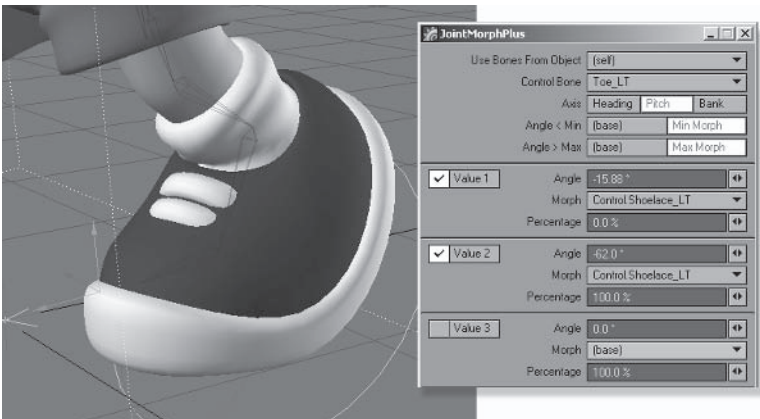 JointMorphPlus
Use Bones From Object (self)
Control Bone Toe_LT
Axis Heading Pitch Bank
Angle < Min (base) Min Morph
Angle > Max (base) Max Morph
Value 1 Angle -15.88°
Morph Control.Shoelace_LT
Percentage 0.0 %
Value 2 Angle -62.0°
Morph Control.Shoelace_LT
Percentage 100.0 %
Value 3 Angle 0.0°
Morph (base)
Percentage 100.0 %